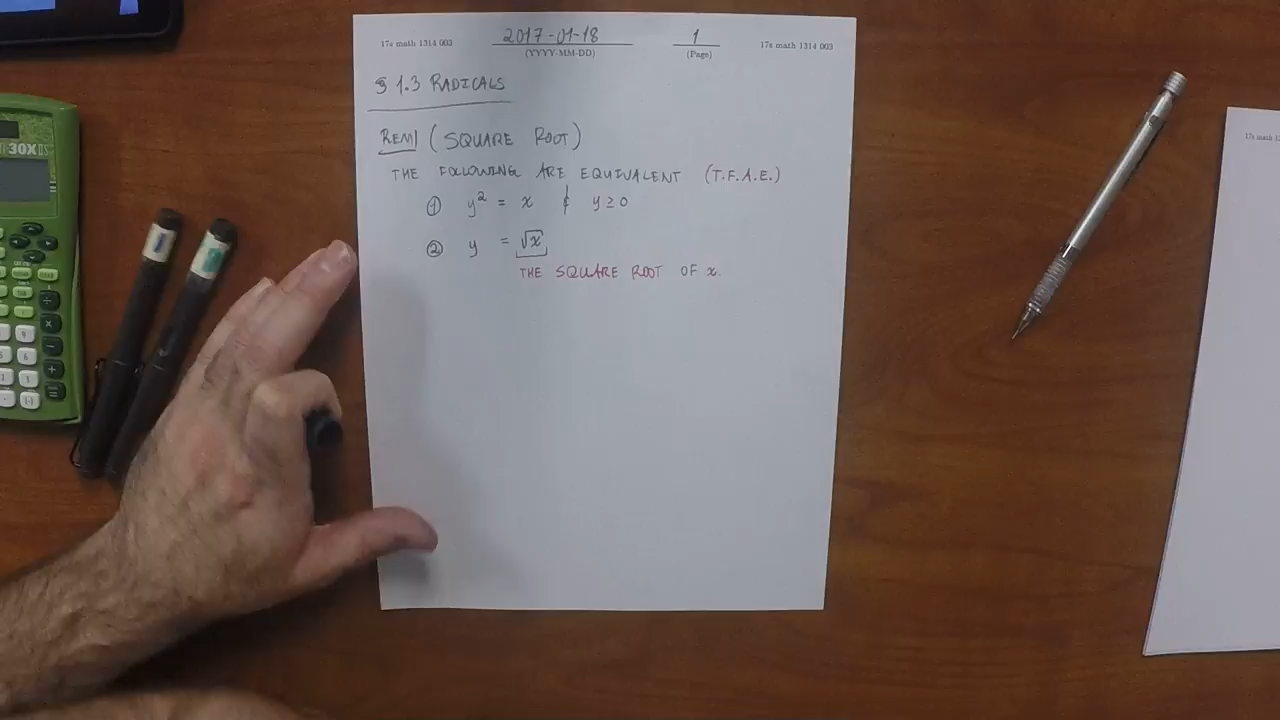 17s math 1314 003 2017-01-18 1 17s math 1314 003
(YYYY-MM-DD) (Page)
§ 1.3 RADICALS
REM (SQUARE ROOT)
THE FOLLOWING ARE EQUIVALENT (T.F.A.E.)
① y² = x & y ≥ 0
② y = √x
THE SQUARE ROOT OF x.
30X